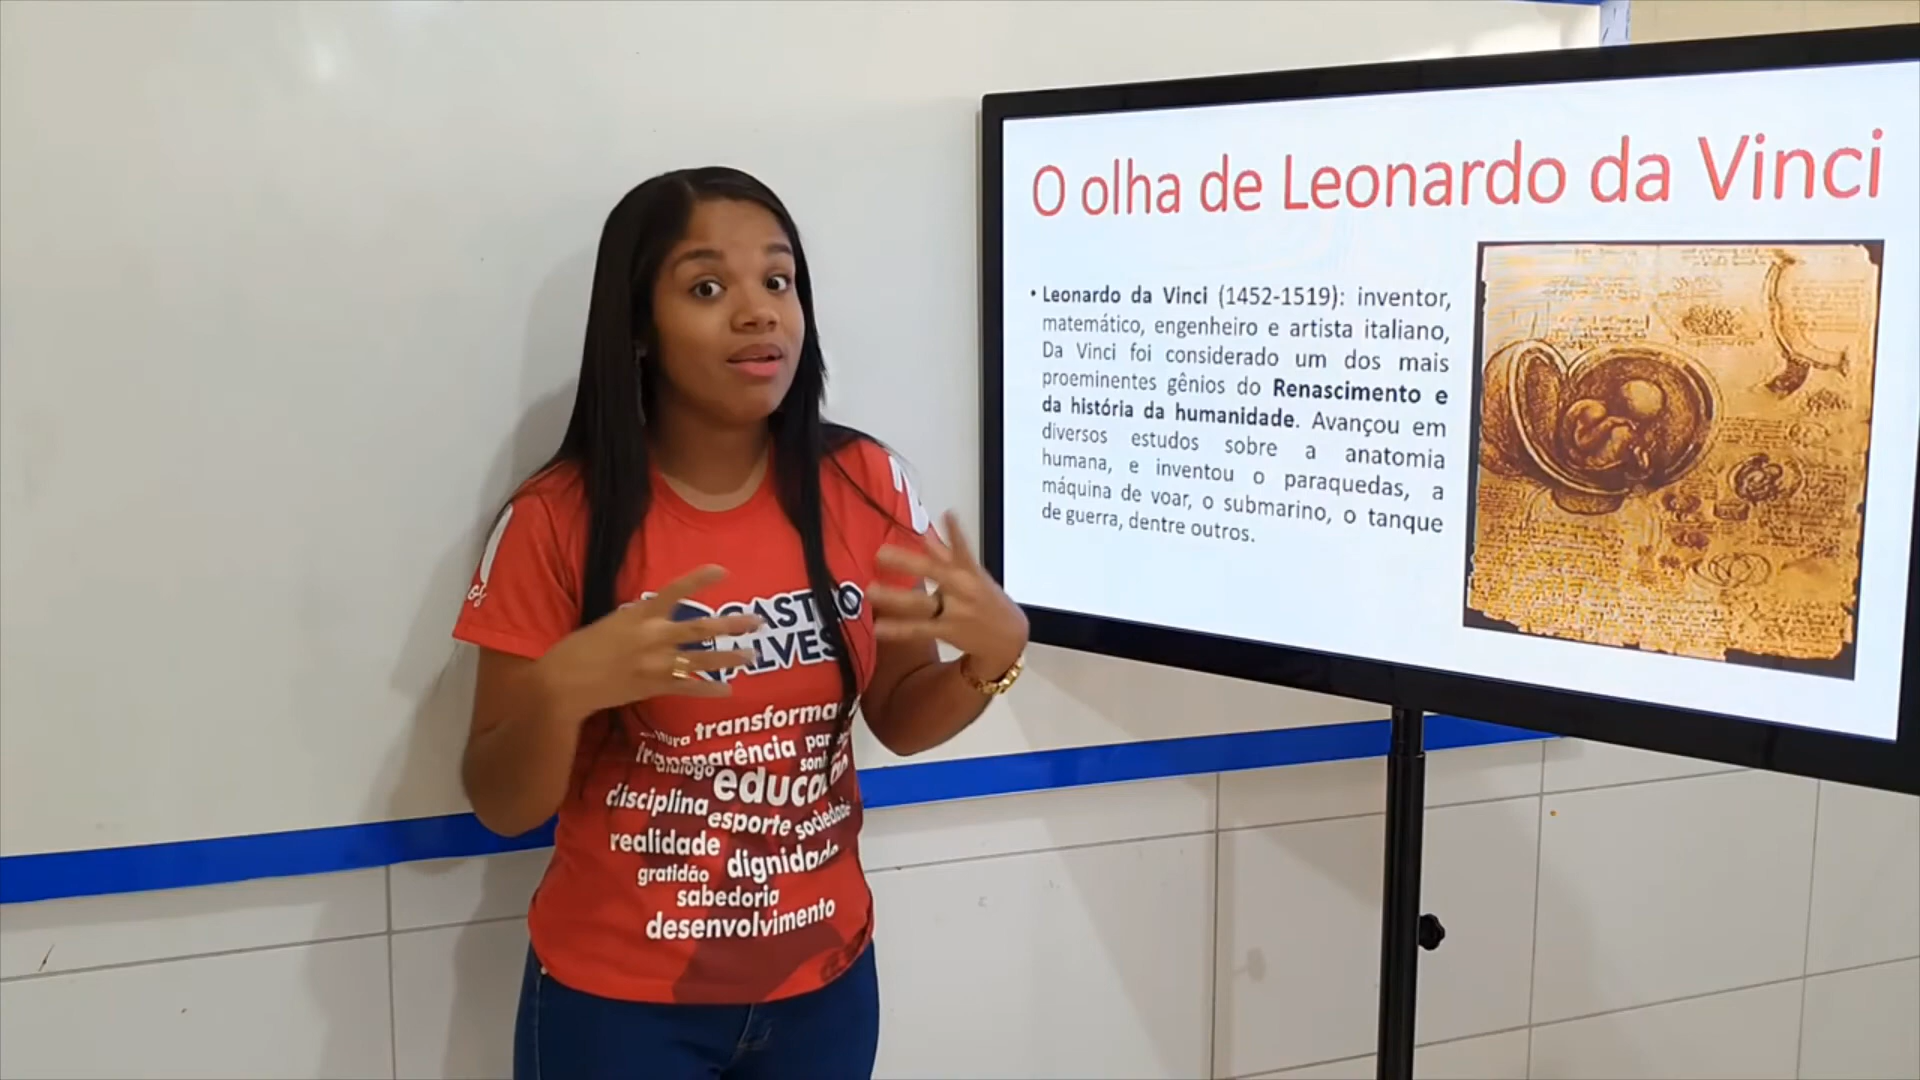 O olha de Leonardo da Vinci
• Leonardo da Vinci (1452-1519): inventor,
matemático, engenheiro e artista italiano,
Da Vinci foi considerado um dos mais
proeminentes gênios do Renascimento e
da história da humanidade. Avançou em
diversos estudos sobre a anatomia
humana, e inventou o paraquedas, a
máquina de voar, o submarino, o tanque
de guerra, dentre outros.
CASTRO
ALVES
transforma
transparência par
diálogo sonh
educa
disciplina
esporte sociedade
realidade
dignidade
gratidão
sabedoria
desenvolvimento